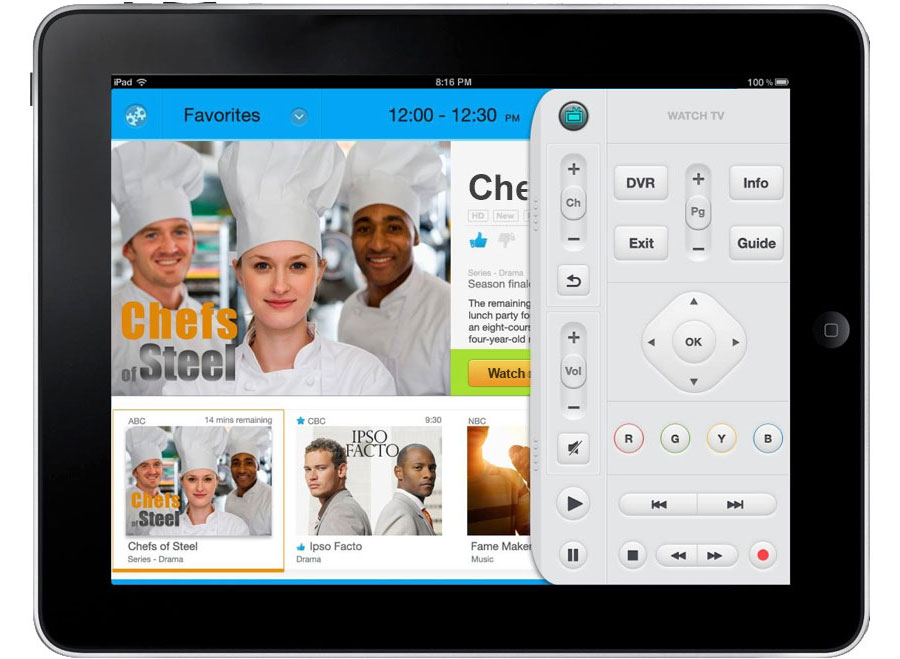 iPad
8:16 PM
100 %
Favorites
12:00 - 12:30 PM
WATCH TV
Che
HD New
Series - Drama
Season final
The remaining
lunch party fo
an eight-cours
four-year-old
Watch
Chefs
of Steel
ABC
14 mins remaining
Chefs
of Steel
Chefs of Steel
Series - Drama
CBC
9:30
IPSO
FACTO
Ipso Facto
Drama
NBC
Fame Maker
Music
+
Ch
−
+
Vol
−
DVR
+
Pg
−
Info
Exit
Guide
OK
R
G
Y
B